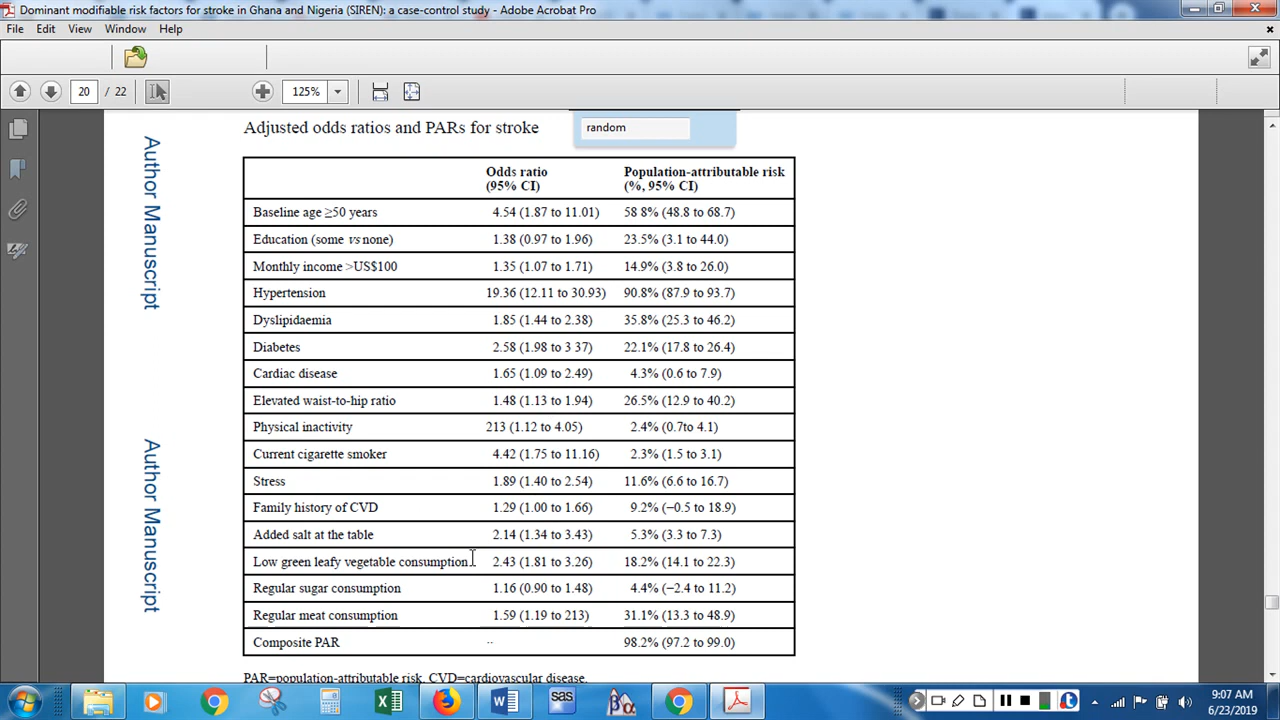 Dominant modifiable risk factors for stroke in Ghana and Nigeria (SIREN): a case-control study - Adobe Acrobat Pro
File Edit View Window Help
20 / 22 125%
random
Adjusted odds ratios and PARs for stroke
Odds ratio (95% CI) Population-attributable risk (%, 95% CI)
Baseline age ≥50 years 4.54 (1.87 to 11.01) 58 8% (48.8 to 68.7)
Education (some vs none) 1.38 (0.97 to 1.96) 23.5% (3.1 to 44.0)
Monthly income >US$100 1.35 (1.07 to 1.71) 14.9% (3.8 to 26.0)
Hypertension 19.36 (12.11 to 30.93) 90.8% (87.9 to 93.7)
Dyslipidaemia 1.85 (1.44 to 2.38) 35.8% (25.3 to 46.2)
Diabetes 2.58 (1.98 to 3 37) 22.1% (17.8 to 26.4)
Cardiac disease 1.65 (1.09 to 2.49) 4.3% (0.6 to 7.9)
Elevated waist-to-hip ratio 1.48 (1.13 to 1.94) 26.5% (12.9 to 40.2)
Physical inactivity 213 (1.12 to 4.05) 2.4% (0.7to 4.1)
Current cigarette smoker 4.42 (1.75 to 11.16) 2.3% (1.5 to 3.1)
Stress 1.89 (1.40 to 2.54) 11.6% (6.6 to 16.7)
Family history of CVD 1.29 (1.00 to 1.66) 9.2% (−0.5 to 18.9)
Added salt at the table 2.14 (1.34 to 3.43) 5.3% (3.3 to 7.3)
Low green leafy vegetable consumption 2.43 (1.81 to 3.26) 18.2% (14.1 to 22.3)
Regular sugar consumption 1.16 (0.90 to 1.48) 4.4% (−2.4 to 11.2)
Regular meat consumption 1.59 (1.19 to 213) 31.1% (13.3 to 48.9)
Composite PAR .. 98.2% (97.2 to 99.0)
PAR=population-attributable risk. CVD=cardiovascular disease.
Author Manuscript
Author Manuscript
sas
9:07 AM
6/23/2019